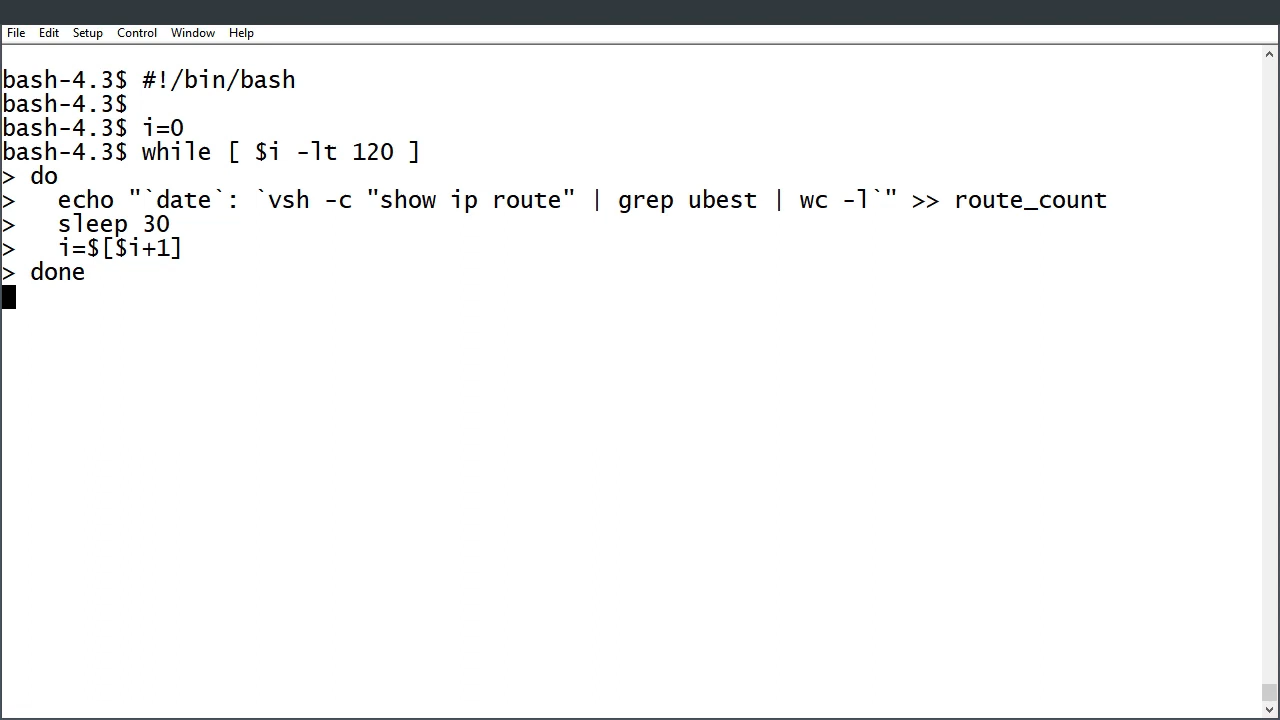 File Edit Setup Control Window Help
bash-4.3$ #!/bin/bash
bash-4.3$
bash-4.3$ i=0
bash-4.3$ while [ $i -lt 120 ]
> do
>   echo "`date`: `vsh -c "show ip route" | grep ubest | wc -l`" >> route_count
>   sleep 30
>   i=$[$i+1]
> done